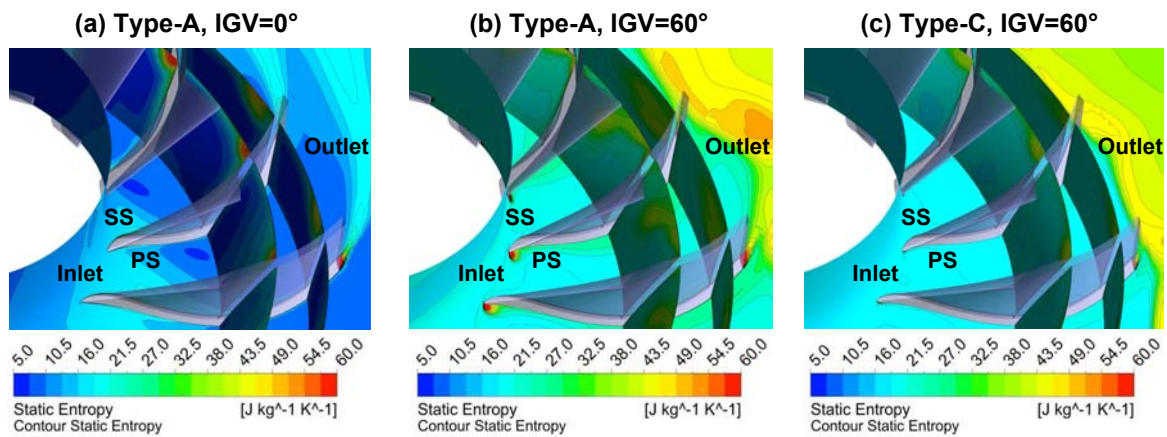 (a) Type-A, IGV=0°
(b) Type-A, IGV=60°
(c) Type-C, IGV=60°
Outlet
SS
PS
Inlet
Outlet
SS
PS
Inlet
Outlet
SS
PS
Inlet
5.0 10.5 16.0 21.5 27.0 32.5 38.0 43.5 49.0 54.5 60.0
Static Entropy [J kg^-1 K^-1]
Contour Static Entropy
5.0 10.5 16.0 21.5 27.0 32.5 38.0 43.5 49.0 54.5 60.0
Static Entropy [J kg^-1 K^-1]
Contour Static Entropy
5.0 10.5 16.0 21.5 27.0 32.5 38.0 43.5 49.0 54.5 60.0
Static Entropy [J kg^-1 K^-1]
Contour Static Entropy